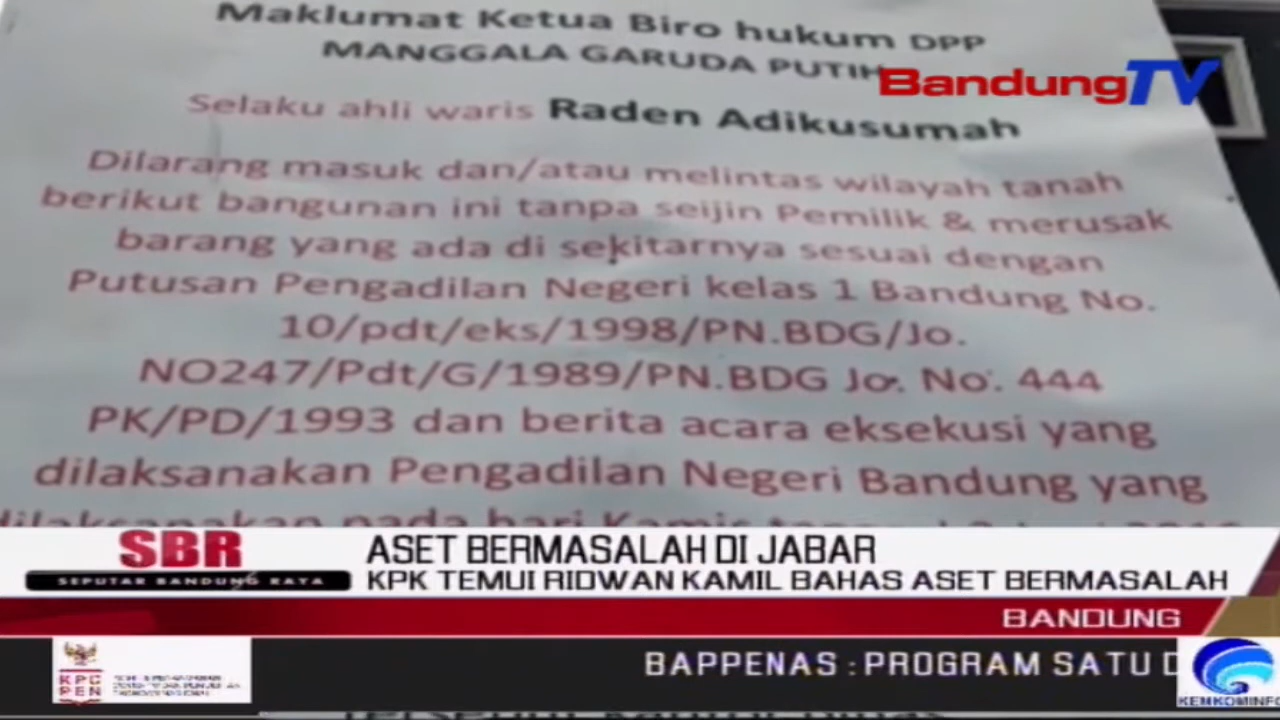 Maklumat Ketua Biro hukum DPP
MANGGALA GARUDA PUTIH
BandungTV
Selaku ahli waris Raden Adikusumah
Dilarang masuk dan/atau melintas wilayah tanah
berikut bangunan ini tanpa seijin Pemilik & merusak
barang yang ada di sekitarnya sesuai dengan
Putusan Pengadilan Negeri kelas 1 Bandung No.
10/pdt/eks/1998/PN.BDG/Jo.
NO247/Pdt/G/1989/PN.BDG Jo. No. 444
PK/PD/1993 dan berita acara eksekusi yang
dilaksanakan Pengadilan Negeri Bandung yang
dilaksanakan pada hari Kamis
SBR
SEPUTAR BANDUNG RAYA
ASET BERMASALAH DI JABAR
KPK TEMUI RIDWAN KAMIL BAHAS ASET BERMASALAH
BANDUNG
KPC
PEN
BAPPENAS : PROGRAM SATU D
KEMKOMINFO